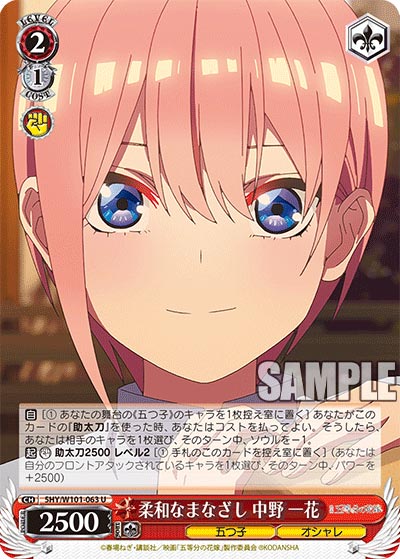 LEVEL
2
1
COST
SAMPLE
自 [① あなたの舞台の《五つ子》のキャラを1枚控え室に置く] あなたがこの
カードの「助太刀」を使った時、あなたはコストを払ってよい。そうしたら、
あなたは相手のキャラを1枚選び、そのターン中、ソウルを-1。
起 助太刀2500 レベル2 [① 手札のこのカードを控え室に置く] (あなたは
自分のフロントアタックされているキャラを1枚選び、そのターン中、パワーを
+2500)
CH 5HY/W101-063 U
柔和なまなざし 中野 一花
2500
五つ子 オシャレ
©春場ねぎ・講談社/映画「五等分の花嫁」製作委員会 ®KODANSHA